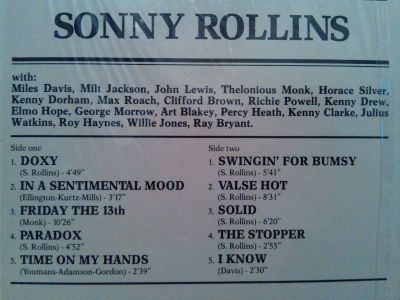 SONNY ROLLINS
with:
Miles Davis, Milt Jackson, John Lewis, Thelonious Monk, Horace Silver,
Kenny Dorham, Max Roach, Clifford Brown, Richie Powell, Kenny Drew,
Elmo Hope, George Morrow, Art Blakey, Percy Heath, Kenny Clarke, Julius
Watkins, Roy Haynes, Willie Jones, Ray Bryant.
Side one
1. DOXY
(S. Rollins) - 4'49"
2. IN A SENTIMENTAL MOOD
(Ellington-Kurtz-Mills) - 3'17"
3. FRIDAY THE 13th
(Monk) - 10'26"
4. PARADOX
(S. Rollins) - 4'52"
5. TIME ON MY HANDS
(Youmans-Adamson-Gordon) - 2'39"
Side two
1. SWINGIN' FOR BUMSY
(S. Rollins) - 5'41"
2. VALSE HOT
(S. Rollins) - 8'31"
3. SOLID
(S. Rollins) - 6'20"
4. THE STOPPER
(S. Rollins) - 2'55"
5. I KNOW
(Davis) - 2'30"